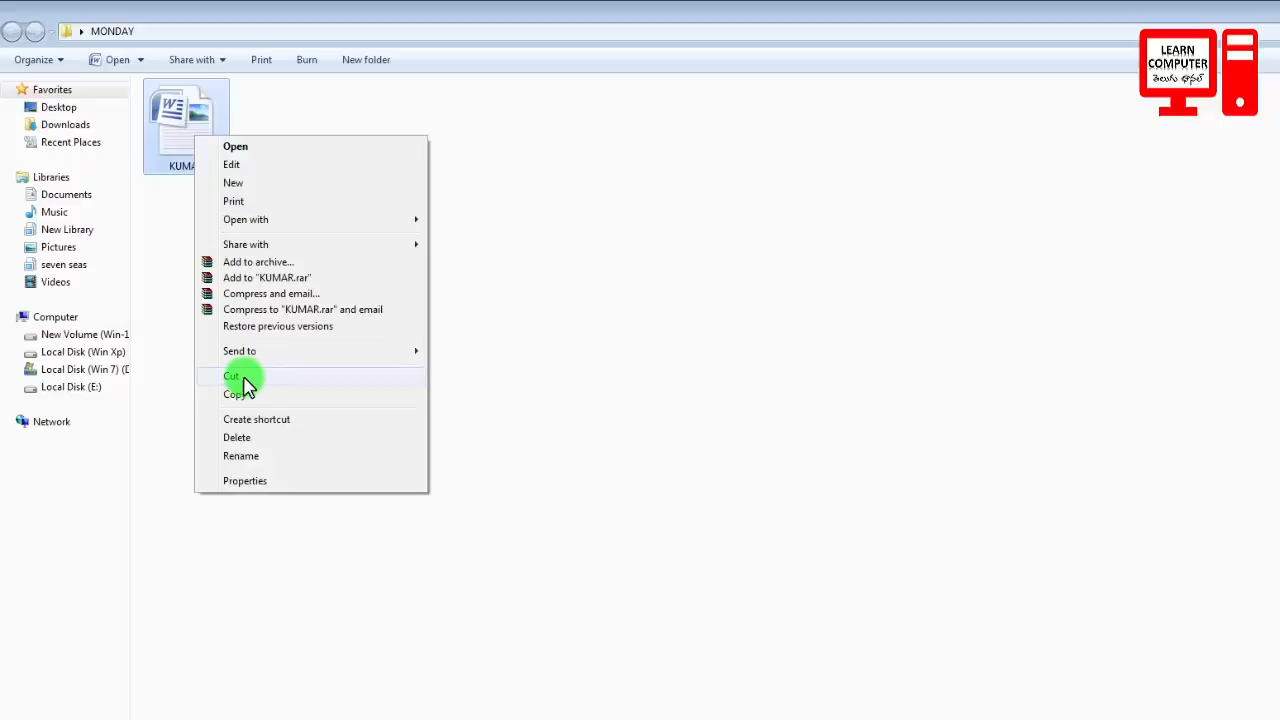 MONDAY
Organize
Open
Share with
Print
Burn
New folder
LEARN
COMPUTER
తెలుగు ఛానల్
Favorites
Desktop
Downloads
Recent Places
Libraries
Documents
Music
New Library
Pictures
seven seas
Videos
Computer
New Volume (Win-1
Local Disk (Win Xp)
Local Disk (Win 7) (D
Local Disk (E:)
Network
KUMA
Open
Edit
New
Print
Open with
Share with
Add to archive...
Add to "KUMAR.rar"
Compress and email...
Compress to "KUMAR.rar" and email
Restore previous versions
Send to
Cut
Copy
Create shortcut
Delete
Rename
Properties